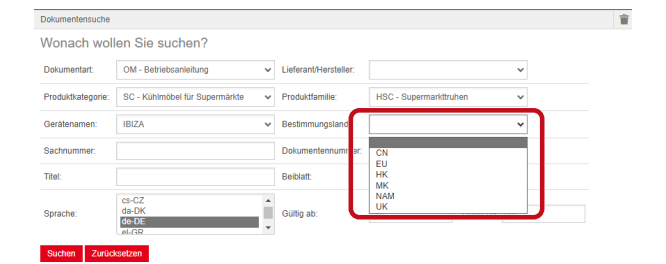 Dokumentensuche
Wonach wollen Sie suchen?
Dokumentart: OM - Betriebsanleitung Lieferant/Hersteller:
Produktkategorie: SC - Kühlmöbel für Supermärkte Produktfamilie: HSC - Supermarkttruhen
Gerätenamen: IBIZA Bestimmungsland
Sachnummer: Dokumentennummer:
CN
EU
HK
MK
NAM
UK
Titel: Beiblatt:
Sprache:
cs-CZ
da-DK
de-DE
el-GR
Gültig ab:
Suchen Zurücksetzen